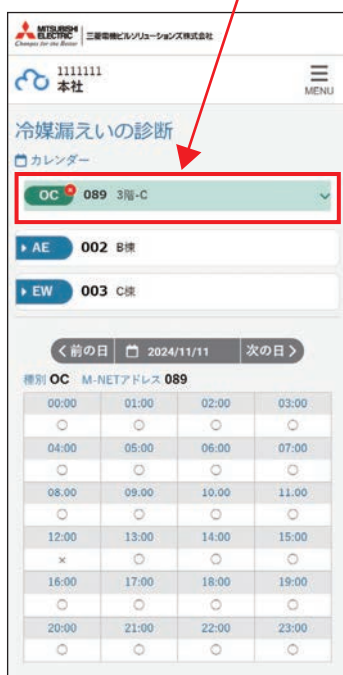 MITSUBISHI ELECTRIC
Changes for the Better
三菱電機ビルソリューションズ株式会社
1111111
本社
MENU
冷媒漏えいの診断
カレンダー
OC 089 3階-C
AE 002 B棟
EW 003 C棟
前の日 2024/11/11 次の日
種別 OC M-NETアドレス 089
00:00 01:00 02:00 03:00
○ ○ ○ ○
04:00 05:00 06:00 07:00
○ ○ ○ ○
08.00 09.00 10.00 11.00
○ ○ ○ ○
12:00 13:00 14:00 15:00
× ○ ○ ○
16:00 17:00 18:00 19:00
○ ○ ○ ○
20:00 21:00 22:00 23:00
○ ○ ○ ○